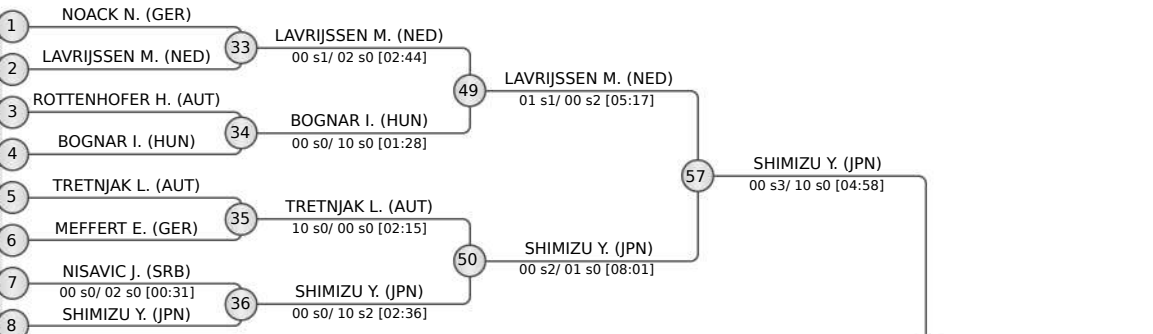 1
NOACK N. (GER)
2
LAVRIJSSEN M. (NED)
33
LAVRIJSSEN M. (NED)
00 s1/ 02 s0 [02:44]
3
ROTTENHOFER H. (AUT)
4
BOGNAR I. (HUN)
34
BOGNAR I. (HUN)
00 s0/ 10 s0 [01:28]
49
LAVRIJSSEN M. (NED)
01 s1/ 00 s2 [05:17]
5
TRETNJAK L. (AUT)
6
MEFFERT E. (GER)
35
TRETNJAK L. (AUT)
10 s0/ 00 s0 [02:15]
7
NISAVIC J. (SRB)
00 s0/ 02 s0 [00:31]
8
SHIMIZU Y. (JPN)
36
SHIMIZU Y. (JPN)
00 s0/ 10 s2 [02:36]
50
SHIMIZU Y. (JPN)
00 s2/ 01 s0 [08:01]
57
SHIMIZU Y. (JPN)
00 s3/ 10 s0 [04:58]